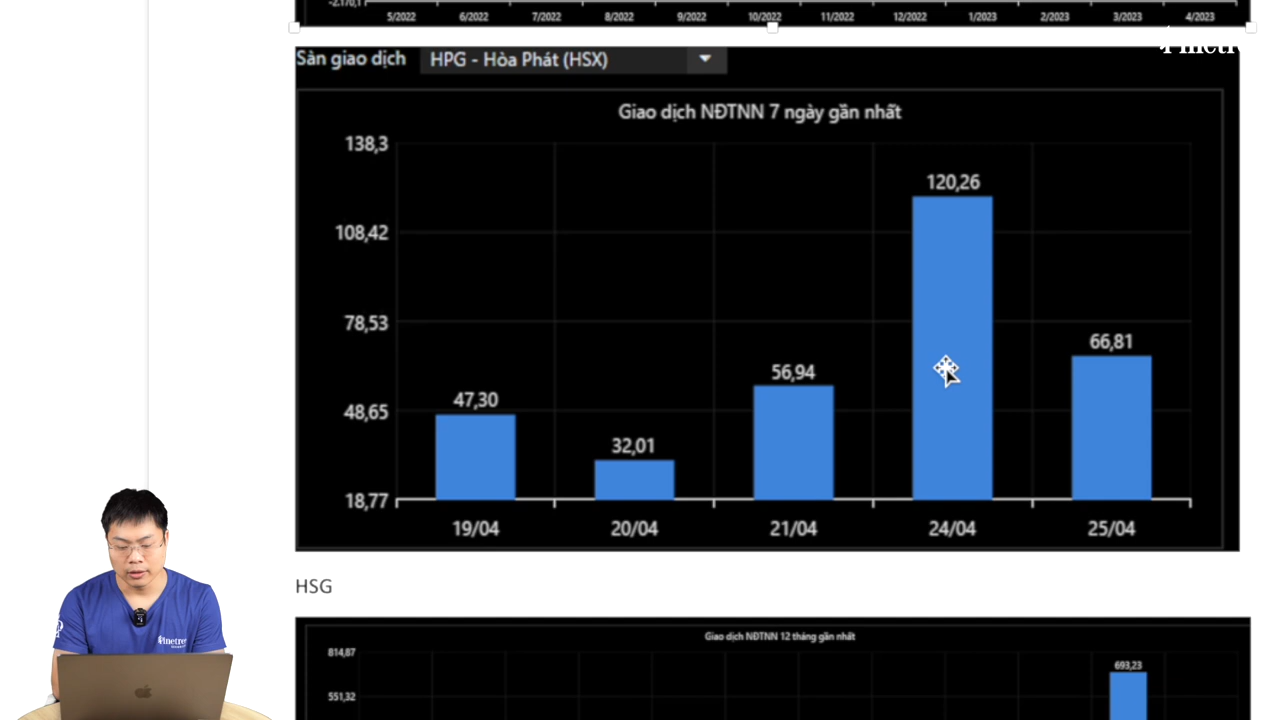 -2.170,1
5/2022 6/2022 7/2022 8/2022 9/2022 10/2022 11/2022 12/2022 1/2023 2/2023 3/2023 4/2023
Sàn giao dịch HPG - Hòa Phát (HSX)
Giao dịch NĐTNN 7 ngày gần nhất
138,3
108,42
78,53
48,65
18,77
47,30
32,01
56,94
120,26
66,81
19/04 20/04 21/04 24/04 25/04
HSG
Giao dịch NĐTNN 12 tháng gần nhất
814,87
551,32
693,23
Pinetree